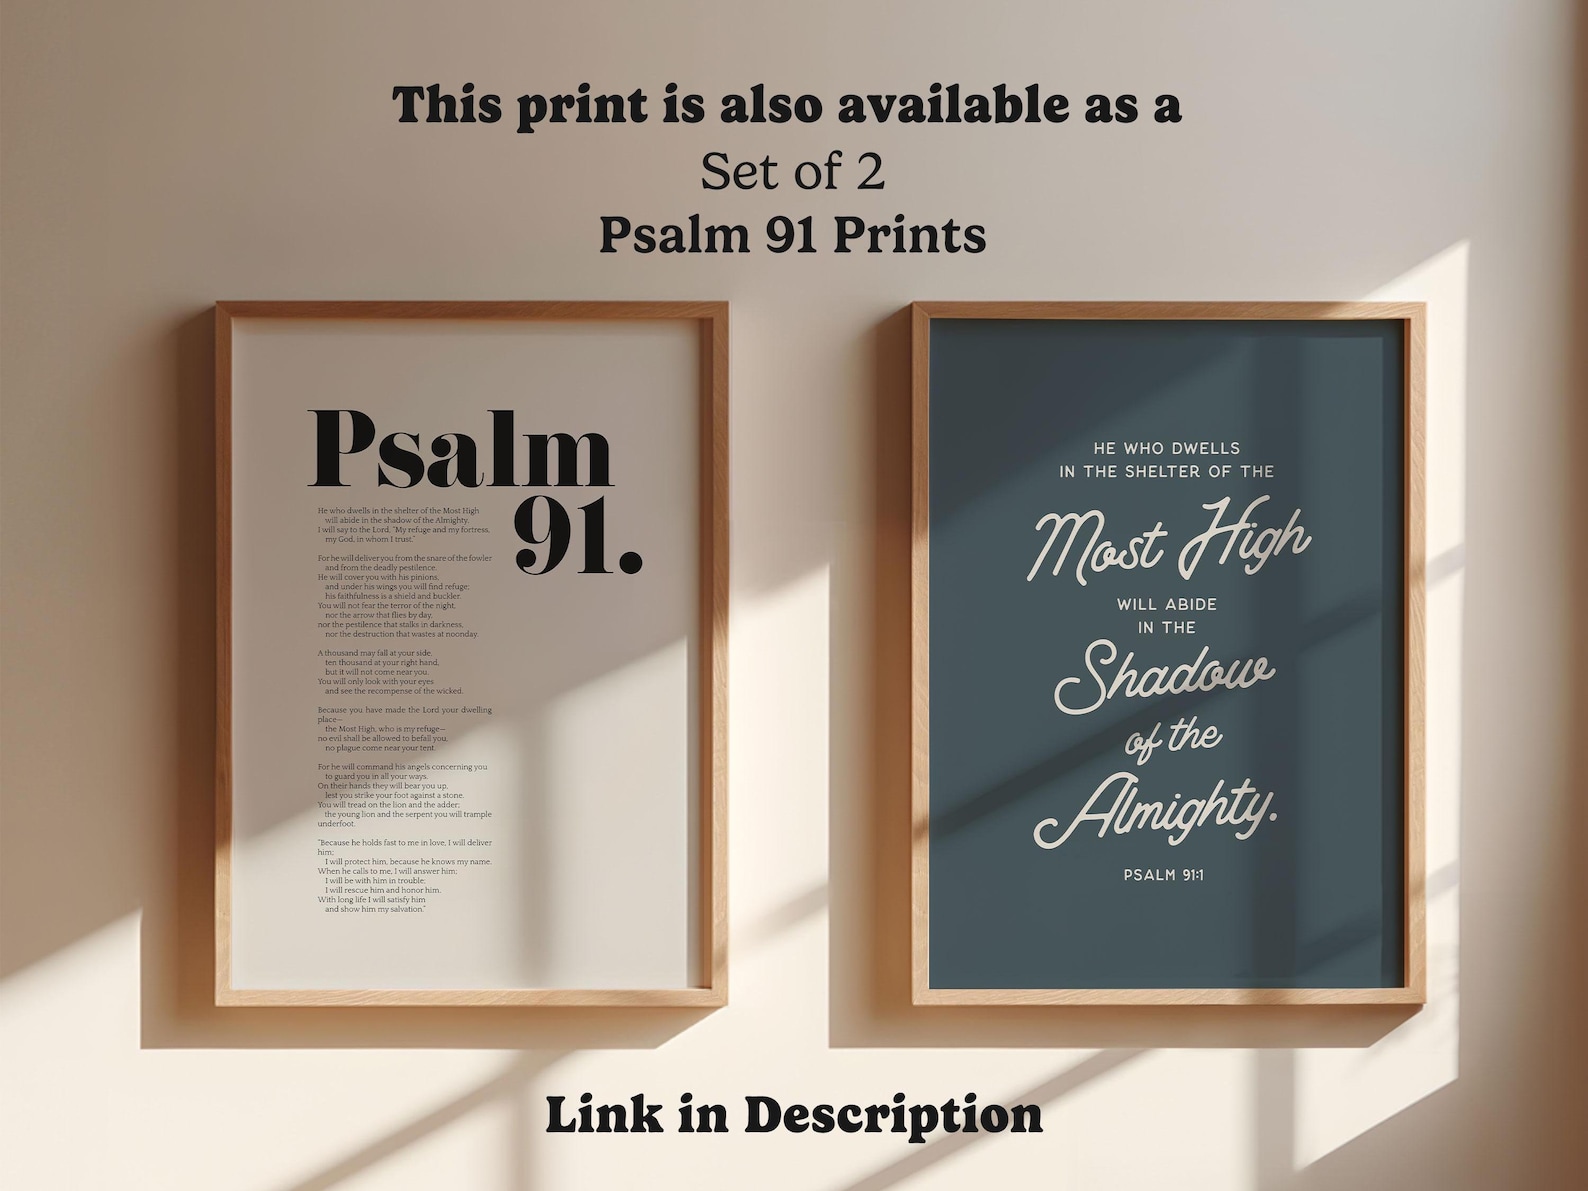 This print is also available as a
Set of 2
Psalm 91 Prints
Psalm
91.
He who dwells in the shelter of the Most High
will abide in the shadow of the Almighty.
I will say to the Lord, "My refuge and my fortress,
my God, in whom I trust."
For he will deliver you from the snare of the fowler
and from the deadly pestilence.
He will cover you with his pinions,
and under his wings you will find refuge;
his faithfulness is a shield and buckler.
You will not fear the terror of the night,
nor the arrow that flies by day,
nor the pestilence that stalks in darkness,
nor the destruction that wastes at noonday.
A thousand may fall at your side,
ten thousand at your right hand,
but it will not come near you.
You will only look with your eyes
and see the recompense of the wicked.
Because you have made the Lord your dwelling
place—
the Most High, who is my refuge—
no evil shall be allowed to befall you,
no plague come near your tent.
For he will command his angels concerning you
to guard you in all your ways.
On their hands they will bear you up,
lest you strike your foot against a stone.
You will tread on the lion and the adder;
the young lion and the serpent you will trample
underfoot.
"Because he holds fast to me in love, I will deliver
him;
I will protect him, because he knows my name.
When he calls to me, I will answer him;
I will be with him in trouble;
I will rescue him and honor him.
With long life I will satisfy him
and show him my salvation."
HE WHO DWELLS
IN THE SHELTER OF THE
Most High
WILL ABIDE
IN THE
Shadow
of the
Almighty.
PSALM 91:1
Link in Description